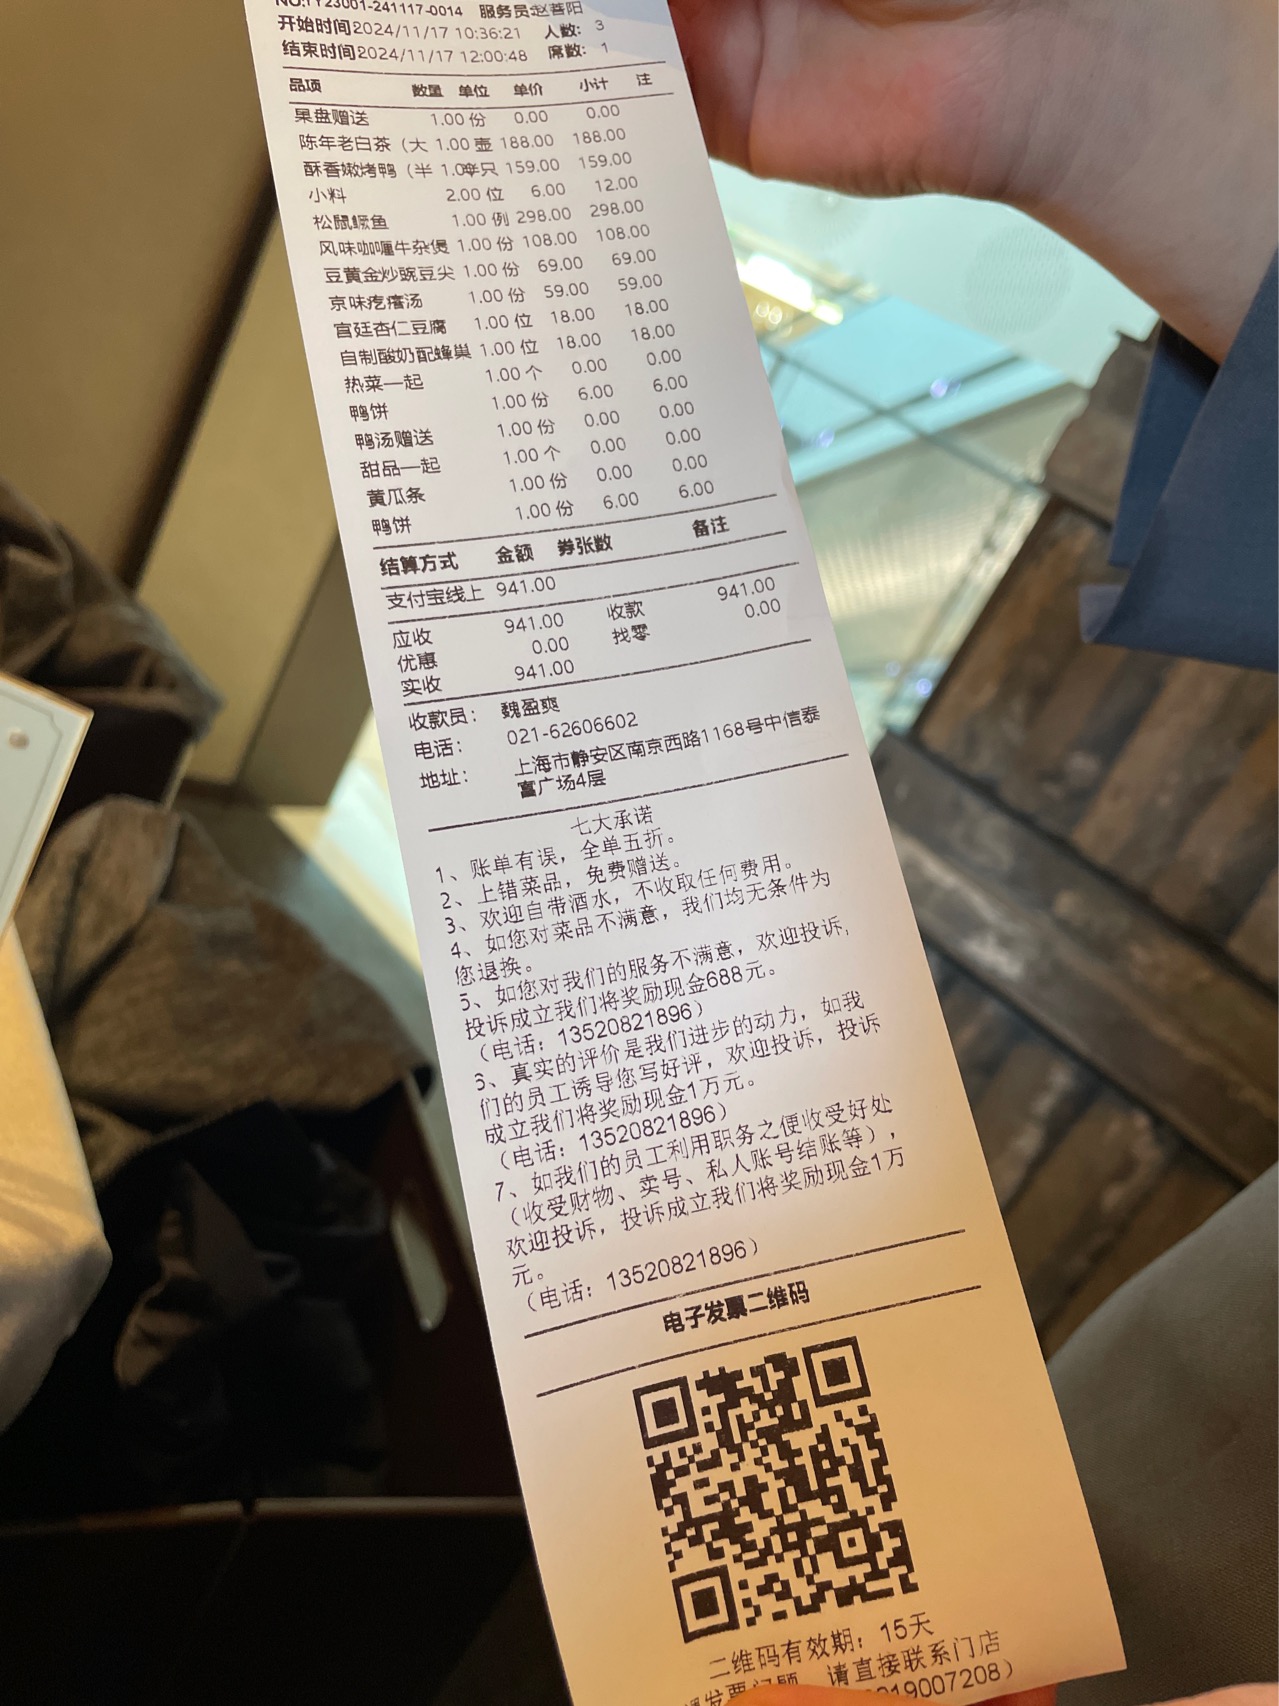 NO:YY23001-241117-0014 服务员:赵善阳
开始时间2024/11/17 10:36:21 人数: 3
结束时间2024/11/17 12:00:48 席数: 1
品项 数量 单位 单价 小计 注
果盘赠送 1.00 份 0.00 0.00
陈年老白茶（大 1.00 壶 188.00 188.00
酥香嫩烤鸭（半 1.00半只 159.00 159.00
小料 2.00 位 6.00 12.00
松鼠鳜鱼 1.00 例 298.00 298.00
风味咖喱牛杂煲 1.00 份 108.00 108.00
豆黄金炒豌豆尖 1.00 份 69.00 69.00
京味疙瘩汤 1.00 份 59.00 59.00
宫廷杏仁豆腐 1.00 位 18.00 18.00
自制酸奶配蜂巢 1.00 位 18.00 18.00
热菜一起 1.00 个 0.00 0.00
鸭饼 1.00 份 6.00 6.00
鸭汤赠送 1.00 份 0.00 0.00
甜品一起 1.00 个 0.00 0.00
黄瓜条 1.00 份 0.00 0.00
鸭饼 1.00 份 6.00 6.00
结算方式 金额 券张数 备注
支付宝线上 941.00
应收 941.00 收款 941.00
优惠 0.00 找零 0.00
实收 941.00
收款员： 魏盈爽
电话： 021-62606602
地址： 上海市静安区南京西路1168号中信泰
富广场4层
七大承诺
1、账单有误，全单五折。
2、上错菜品，免费赠送。
3、欢迎自带酒水，不收取任何费用。
4、如您对菜品不满意，我们均无条件为
您退换。
5、如您对我们的服务不满意，欢迎投诉，
投诉成立我们将奖励现金688元。
（电话：13520821896）
6、真实的评价是我们进步的动力，如我
们的员工诱导您写好评，欢迎投诉，投诉
成立我们将奖励现金1万元。
（电话：13520821896）
7、如我们的员工利用职务之便收受好处
（收受财物、卖号、私人账号结账等），
欢迎投诉，投诉成立我们将奖励现金1万
元。
（电话：13520821896）
电子发票二维码
二维码有效期：15天
发票问题 请直接联系门店
19007208）